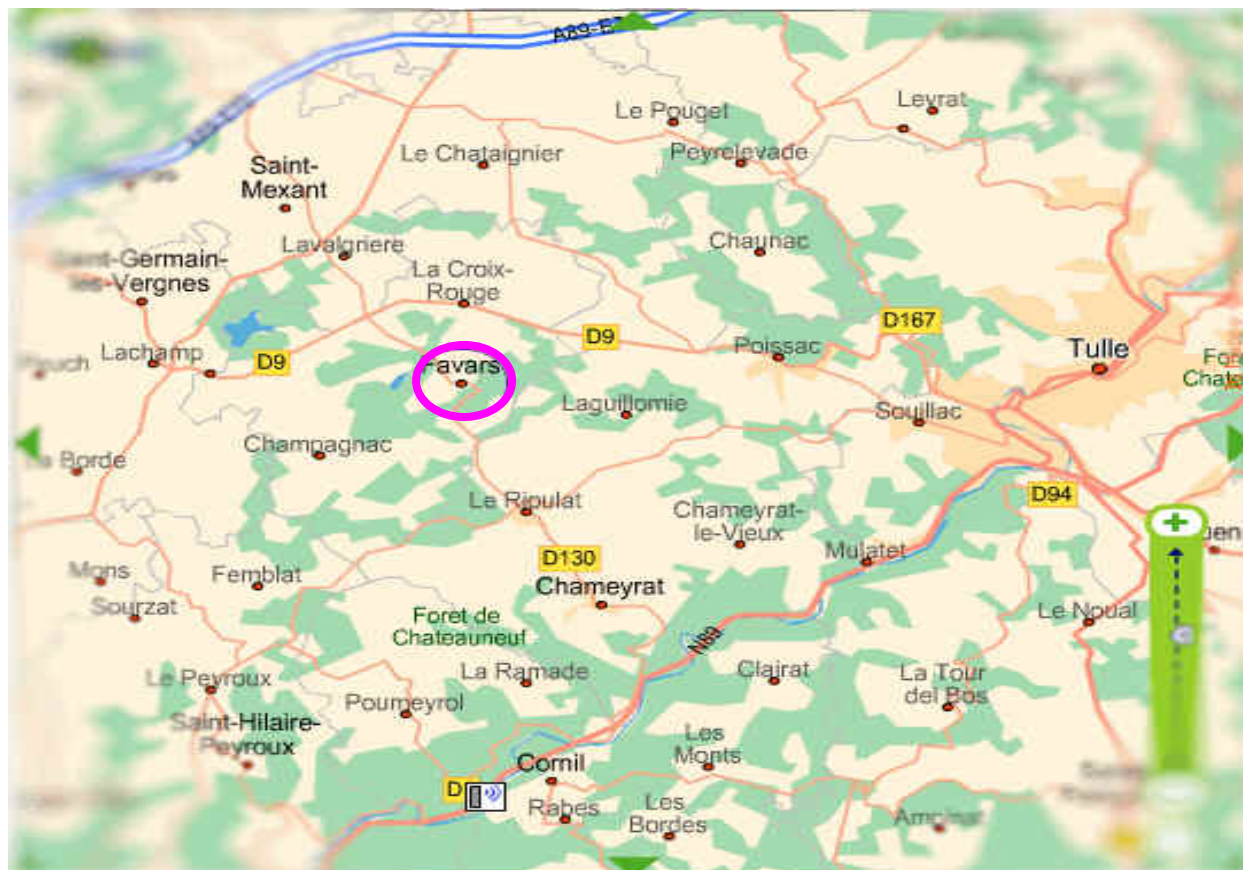 A89-E7
Le Pouget
Leyrat
Saint-
Mexant
Le Chataignier
Peyrelevade
Chaunac
Lavalgriere
Saint-Germain-
les-Vergnes
La Croix-
Rouge
D167
D9
Poissac
Tulle
Lachamp
D9
Favars
Laguillomie
Souillac
Champagnac
La Borde
Le Ripulat
D94
Chameyrat-
le-Vieux
Mulatet
D130
Mons
Femblat
Chameyrat
Sourzat
Foret de
Chateauneuf
Le Noual
N89
Le Peyroux
La Ramade
Clairat
La Tour
del Bos
Poumeyrol
Saint-Hilaire-
Peyroux
Les
Monts
Cornil
D
Rabes
Les
Bordes